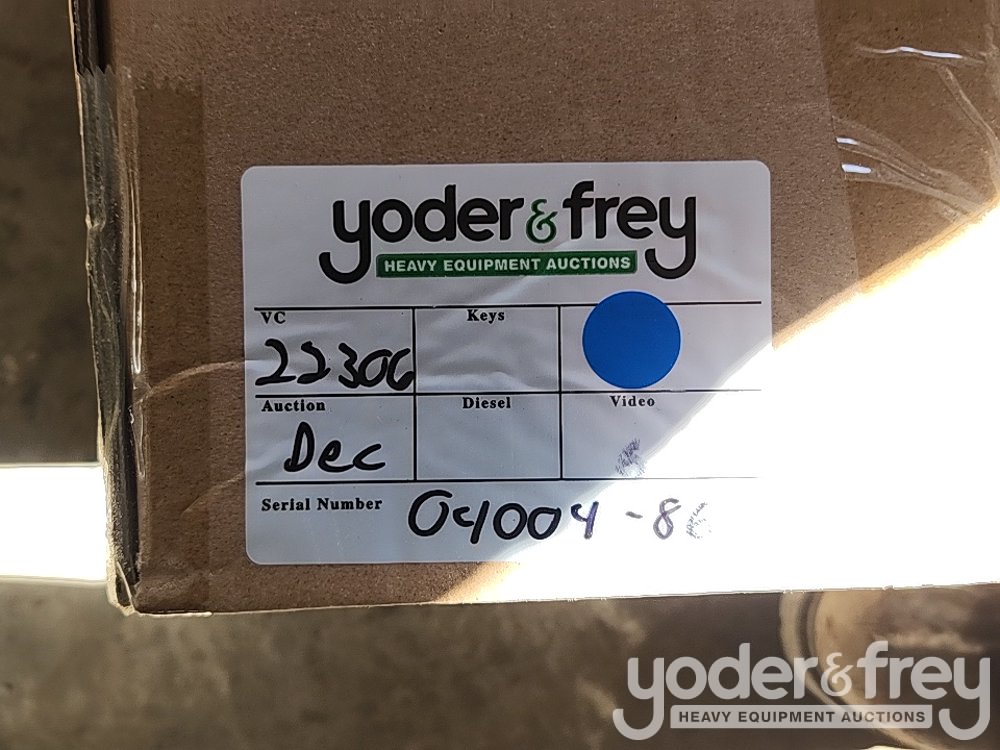 yoder & frey
HEAVY EQUIPMENT AUCTIONS
VC Keys
22306
Auction Diesel Video
Dec
Serial Number 04004-8
yoder & frey
HEAVY EQUIPMENT AUCTIONS